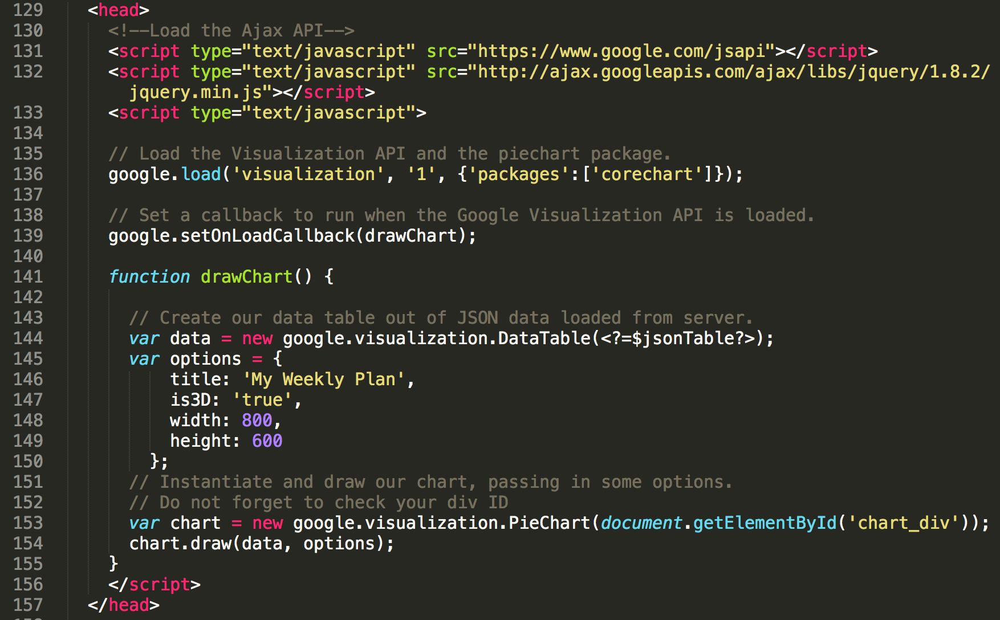 129 <head>
130 <!--Load the Ajax API-->
131 <script type="text/javascript" src="https://www.google.com/jsapi"></script>
132 <script type="text/javascript" src="http://ajax.googleapis.com/ajax/libs/jquery/1.8.2/
jquery.min.js"></script>
133 <script type="text/javascript">
134
135 // Load the Visualization API and the piechart package.
136 google.load('visualization', '1', {'packages':['corechart']});
137
138 // Set a callback to run when the Google Visualization API is loaded.
139 google.setOnLoadCallback(drawChart);
140
141 function drawChart() {
142
143 // Create our data table out of JSON data loaded from server.
144 var data = new google.visualization.DataTable(<?=$jsonTable?>);
145 var options = {
146 title: 'My Weekly Plan',
147 is3D: 'true',
148 width: 800,
149 height: 600
150 };
151 // Instantiate and draw our chart, passing in some options.
152 // Do not forget to check your div ID
153 var chart = new google.visualization.PieChart(document.getElementById('chart_div'));
154 chart.draw(data, options);
155 }
156 </script>
157 </head>